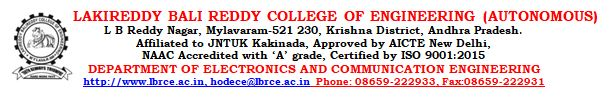 LAKIREDDY BALI REDDY COLLEGE OF ENGINEERING (AUTONOMOUS)
L B Reddy Nagar, Mylavaram-521 230, Krishna District, Andhra Pradesh.
Affiliated to JNTUK Kakinada, Approved by AICTE New Delhi,
NAAC Accredited with ‘A’ grade, Certified by ISO 9001:2015
DEPARTMENT OF ELECTRONICS AND COMMUNICATION ENGINEERING
http://www.lbrce.ac.in, hodece@lbrce.ac.in Phone: 08659-222933, Fax:08659-222931